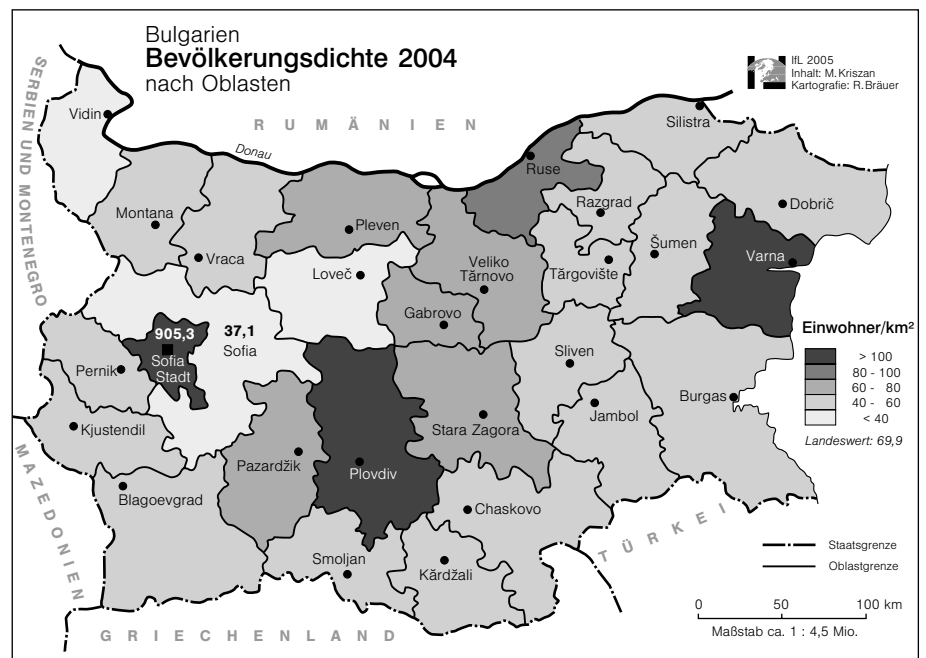 Bulgarien
Bevölkerungsdichte 2004
nach Oblasten
IfL 2005
Inhalt: M.Kriszan
Kartografie: R.Bräuer
SERBIEN UND MONTENEGRO
RUMÄNIEN
Donau
Vidin
Silistra
Ruse
Montana
Pleven
Razgrad
Dobrič
Vraca
Loveč
Veliko
Tărnovo
Tărgovište
Šumen
Varna
Gabrovo
905,3
Sofia
Stadt
37,1
Sofia
Pernik
Sliven
Burgas
Kjustendil
Stara Zagora
Jambol
Pazardžik
Plovdiv
Blagoevgrad
Chaskovo
Smoljan
Kărdžali
MAZEDONIEN
GRIECHENLAND
TÜRKEI
Einwohner/km²
> 100
80 - 100
60 - 80
40 - 60
< 40
Landeswert: 69,9
Staatsgrenze
Oblastgrenze
0 50 100 km
Maßstab ca. 1 : 4,5 Mio.